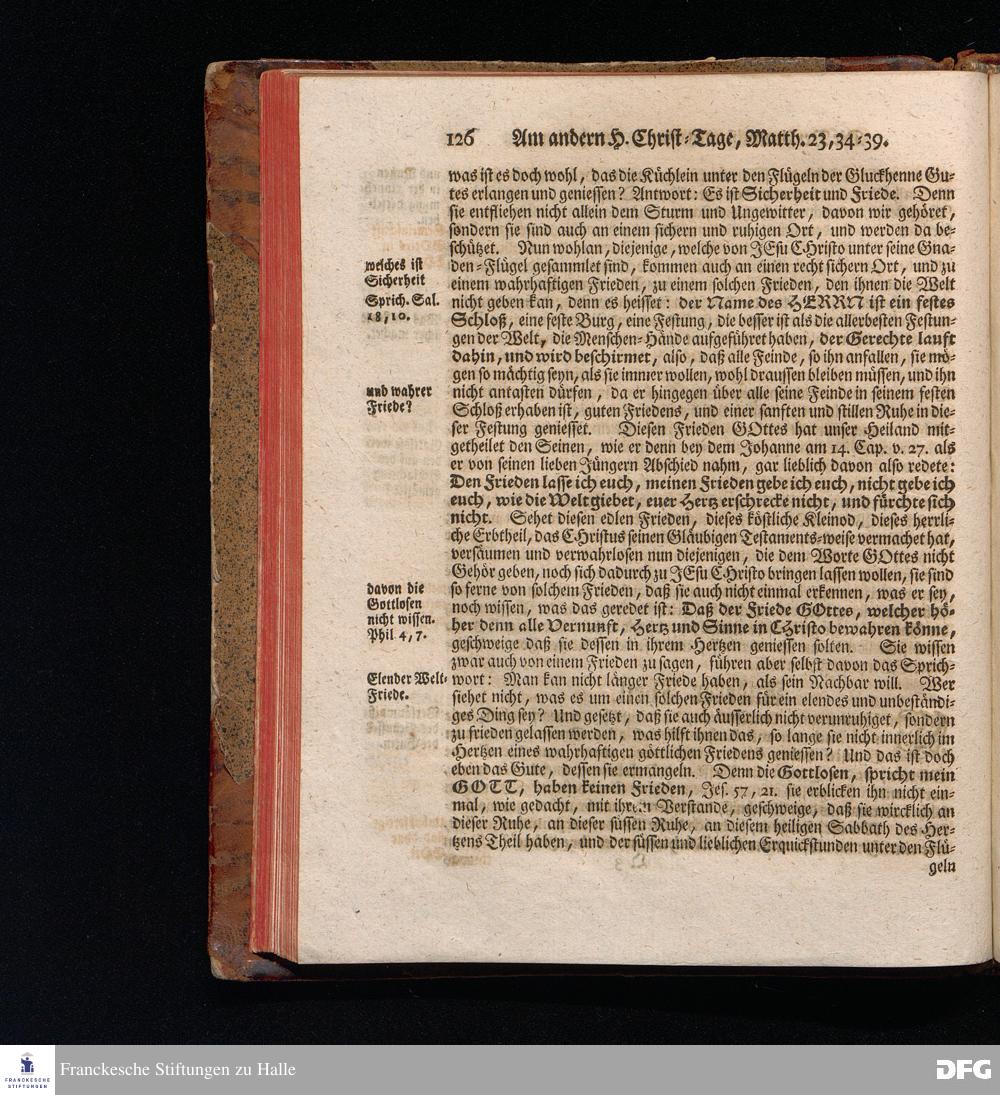 126 Am andern H. Christ-Tage, Matth. 23, 34-39.
was ist es doch wohl, das die Küchlein unter den Flügeln der Gluckhenne Gu-
tes erlangen und geniessen? Antwort: Es ist Sicherheit und Friede. Denn
sie entfliehen nicht allein dem Sturm und Ungewitter, davon wir gehöret,
sondern sie sind auch an einem sichern und ruhigen Ort, und werden da be-
schützet. Nun wohlan, diejenige, welche von JEsu CHristo unter seine Gna-
welches ist
Sicherheit
Sprich. Sal.
18, 10.
den-Flügel gesammlet sind, kommen auch an einen recht sichern Ort, und zu
einem wahrhaftigen Frieden, zu einem solchen Frieden, den ihnen die Welt
nicht geben kan, denn es heisset: der Name des HERRN ist ein festes
Schloß, eine feste Burg, eine Festung, die besser ist als die allerbesten Festun-
gen der Welt, die Menschen-Hände aufgeführet haben, der Gerechte lauft
dahin, und wird beschirmet, also, daß alle Feinde, so ihn anfallen, sie mö-
gen so mächtig seyn, als sie immer wollen, wohl draussen bleiben müssen, und ihn
und wahrer
Friede?
nicht antasten dürfen, da er hingegen über alle seine Feinde in seinem festen
Schloß erhaben ist, guten Friedens, und einer sanften und stillen Ruhe in die-
ser Festung geniesset. Diesen Frieden GOttes hat unser Heiland mit-
getheilet den Seinen, wie er denn bey dem Johanne am 14. Cap. v. 27. als
er von seinen lieben Jüngern Abschied nahm, gar lieblich davon also redete:
Den Frieden lasse ich euch, meinen Frieden gebe ich euch, nicht gebe ich
euch, wie die Welt giebet, euer Hertz erschrecke nicht, und fürchte sich
nicht. Sehet diesen edlen Frieden, dieses köstliche Kleinod, dieses herrli-
che Erbtheil, das CHristus seinen Gläubigen Testaments-weise vermachet hat,
versäumen und verwahrlosen nun diejenigen, die dem Worte GOttes nicht
Gehör geben, noch sich dadurch zu JEsu CHristo bringen lassen wollen, sie sind
davon die
Gottlosen
nicht wissen.
Phil 4, 7.
so ferne von solchem Frieden, daß sie auch nicht einmal erkennen, was er sey,
noch wissen, was das geredet ist: Daß der Friede GOttes, welcher hö-
her denn alle Vernunft, Hertz und Sinne in CHristo bewahren könne,
geschweige daß sie dessen in ihrem Hertzen geniessen solten. Sie wissen
zwar auch von einem Frieden zu sagen, führen aber selbst davon das Sprich-
Elender Welt-
Friede.
wort: Man kan nicht länger Friede haben, als sein Nachbar will. Wer
siehet nicht, was es um einen solchen Frieden für ein elendes und unbeständi-
ges Ding sey? Und gesetzt, daß sie auch äusserlich nicht verunruhiget, sondern
zu frieden gelassen werden, was hilft ihnen das, so lange sie nicht innerlich im
Hertzen eines wahrhaftigen göttlichen Friedens geniessen? Und das ist doch
eben das Gute, dessen sie ermangeln. Denn die Gottlosen, spricht mein
GOTT, haben keinen Frieden, Jes. 57, 21. sie erblicken ihn nicht ein-
mal, wie gedacht, mit ihrem Verstande, geschweige, daß sie wircklich an
dieser Ruhe, an dieser süssen Ruhe, an diesem heiligen Sabbath des Her-
tzens Theil haben, und der süssen und lieblichen Erquickstunden unter den Flü-
geln
FRANCKESCHE
STIFTUNGEN
Franckesche Stiftungen zu Halle
DFG